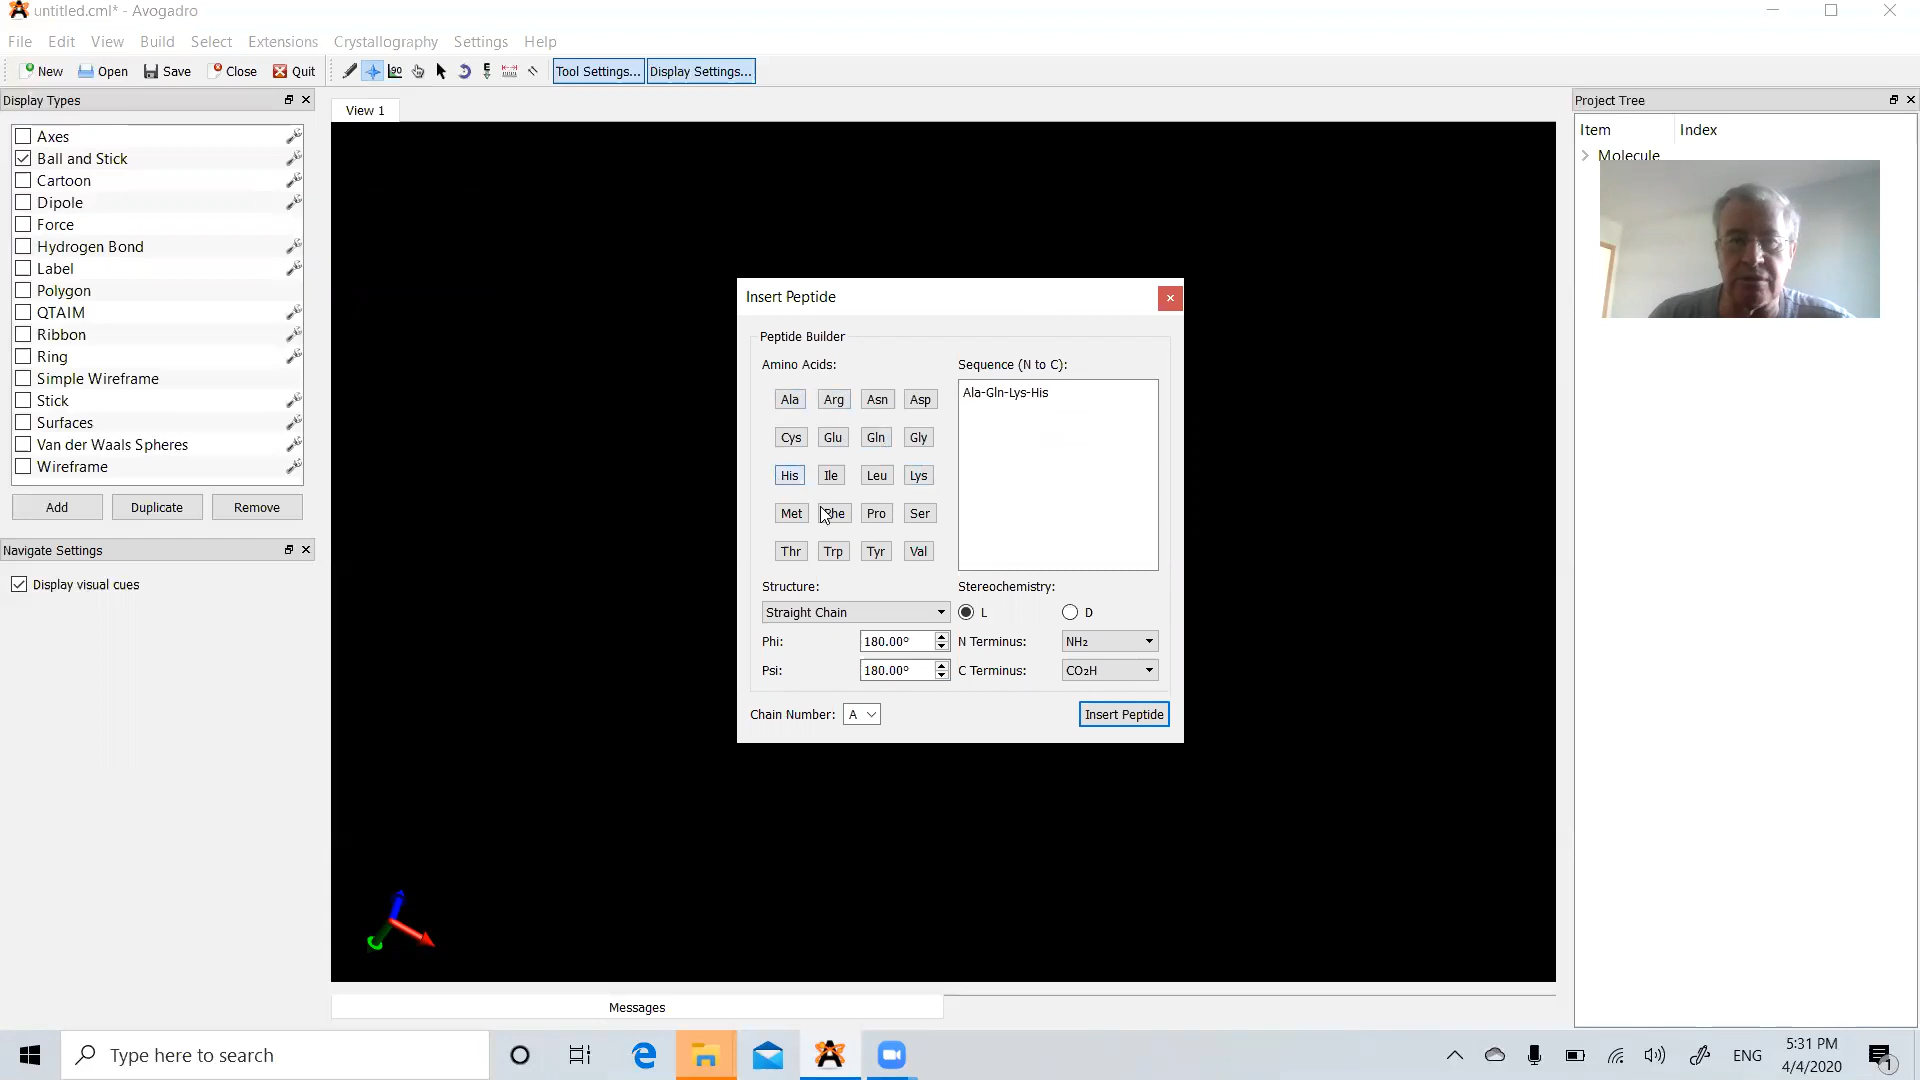 untitled.cml* - Avogadro
File Edit View Build Select Extensions Crystallography Settings Help
New Open Save Close Quit Tool Settings... Display Settings...
Display Types
Axes
Ball and Stick
Cartoon
Dipole
Force
Hydrogen Bond
Label
Polygon
QTAIM
Ribbon
Ring
Simple Wireframe
Stick
Surfaces
Van der Waals Spheres
Wireframe
Add Duplicate Remove
Navigate Settings
Display visual cues
View 1
Insert Peptide
Peptide Builder
Amino Acids:
Ala Arg Asn Asp
Cys Glu Gln Gly
His Ile Leu Lys
Met Phe Pro Ser
Thr Trp Tyr Val
Sequence (N to C):
Ala-Gln-Lys-His
Structure:
Straight Chain
Phi: 180.00°
Psi: 180.00°
Stereochemistry:
L D
N Terminus: NH₂
C Terminus: CO₂H
Chain Number: A
Insert Peptide
Messages
Project Tree
Item Index
Molecule
Type here to search
ENG
5:31 PM
4/4/2020
1